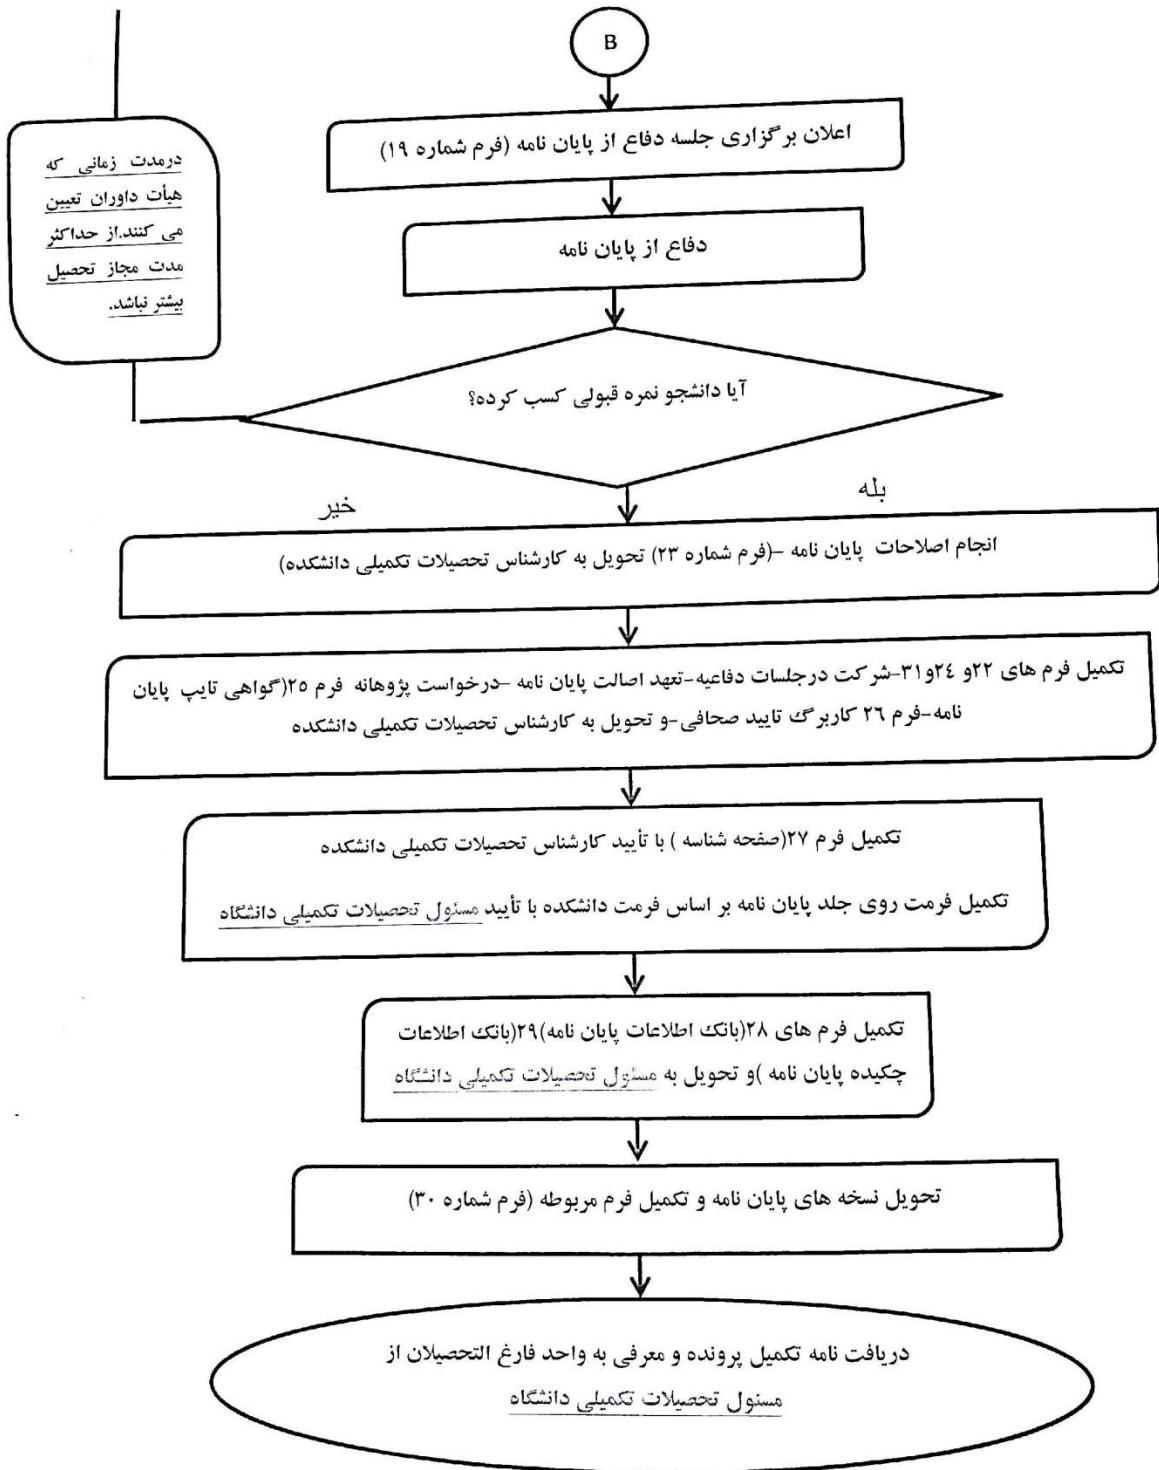 B
اعلان برگزاری جلسه دفاع از پایان نامه (فرم شماره ۱۹)
دفاع از پایان نامه
درمدت زمانی که
هیأت داوران تعیین
می کنند.از حداکثر
مدت مجاز تحصیل
بیشتر نباشد.
آیا دانشجو نمره قبولی کسب کرده؟
بله
خیر
انجام اصلاحات پایان نامه –(فرم شماره ۲۳) تحویل به کارشناس تحصیلات تکمیلی دانشکده)
تکمیل فرم های ۲۲و ۲٤و۳۱-شرکت درجلسات دفاعیه-تعهد اصالت پایان نامه –درخواست پژوهانه فرم ۲٥(گواهی تایپ پایان
نامه-فرم ۲٦ کاربرگ تایید صحافی-و تحویل به کارشناس تحصیلات تکمیلی دانشکده
تکمیل فرم ۲۷(صفحه شناسه ) با تأیید کارشناس تحصیلات تکمیلی دانشکده
تکمیل فرمت روی جلد پایان نامه بر اساس فرمت دانشکده با تأیید مسئول تحصیلات تکمیلی دانشگاه
تکمیل فرم های ۲۸(بانک اطلاعات پایان نامه)۲۹(بانک اطلاعات
چکیده پایان نامه )و تحویل به مسئول تحصیلات تکمیلی دانشگاه
تحویل نسخه های پایان نامه و تکمیل فرم مربوطه (فرم شماره ۳۰)
دریافت نامه تکمیل پرونده و معرفی به واحد فارغ التحصیلان از
مسئول تحصیلات تکمیلی دانشگاه